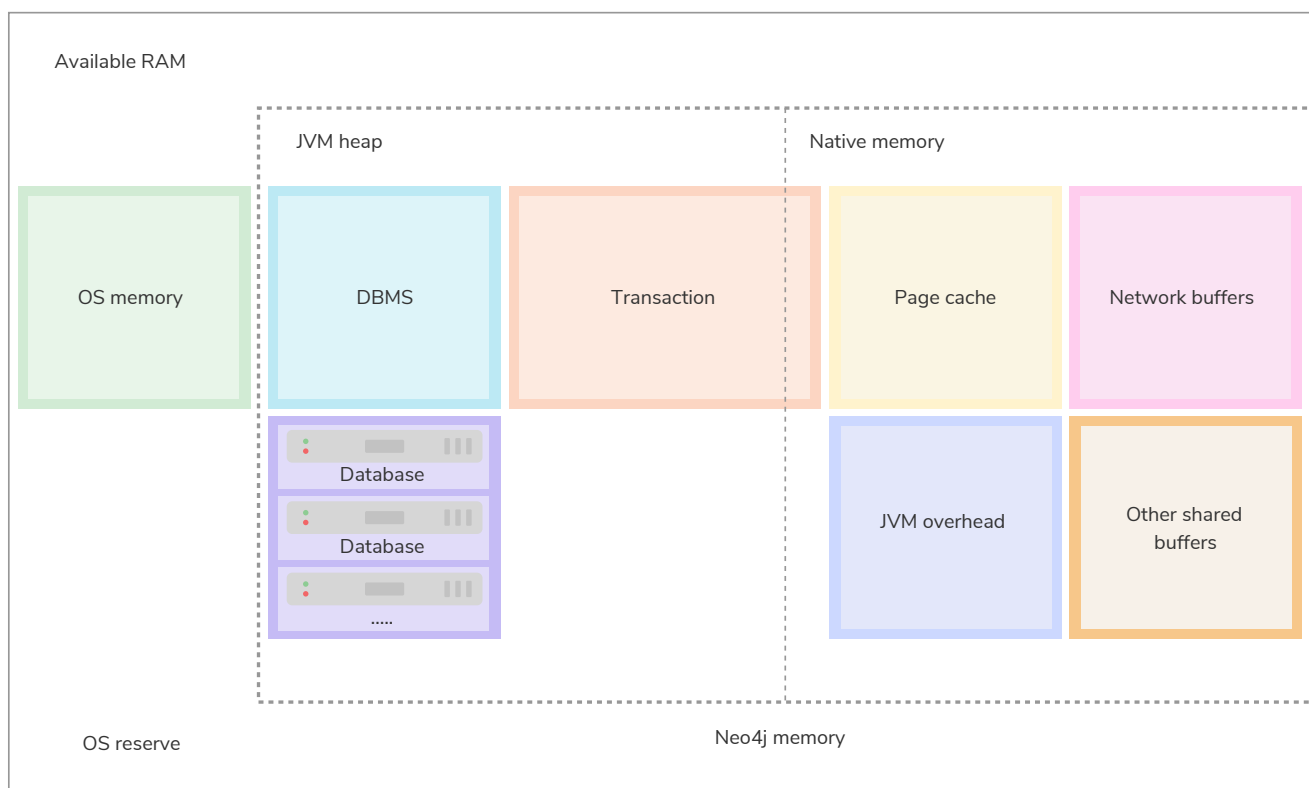 Available RAM
JVM heap
Native memory
OS memory
DBMS
Transaction
Page cache
Network buffers
Database
Database
.....
JVM overhead
Other shared
buffers
OS reserve
Neo4j memory